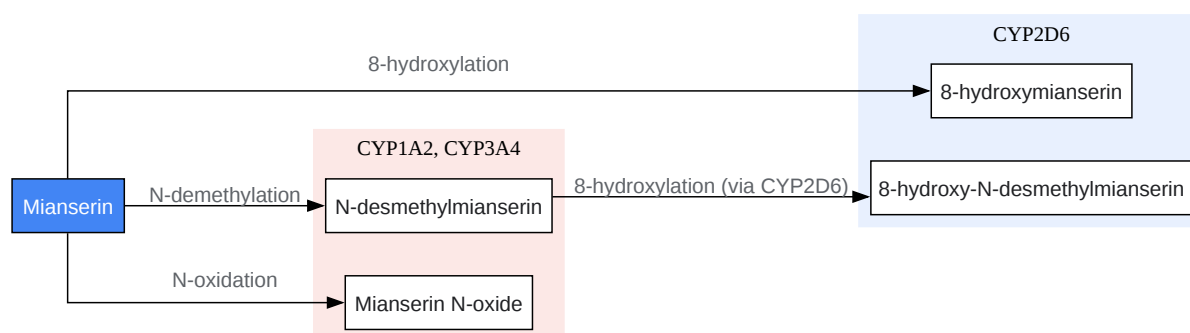 CYP2D6
8-hydroxylation
8-hydroxymianserin
CYP1A2, CYP3A4
Mianserin
N-demethylation
N-desmethylmianserin
8-hydroxylation (via CYP2D6)
8-hydroxy-N-desmethylmianserin
N-oxidation
Mianserin N-oxide